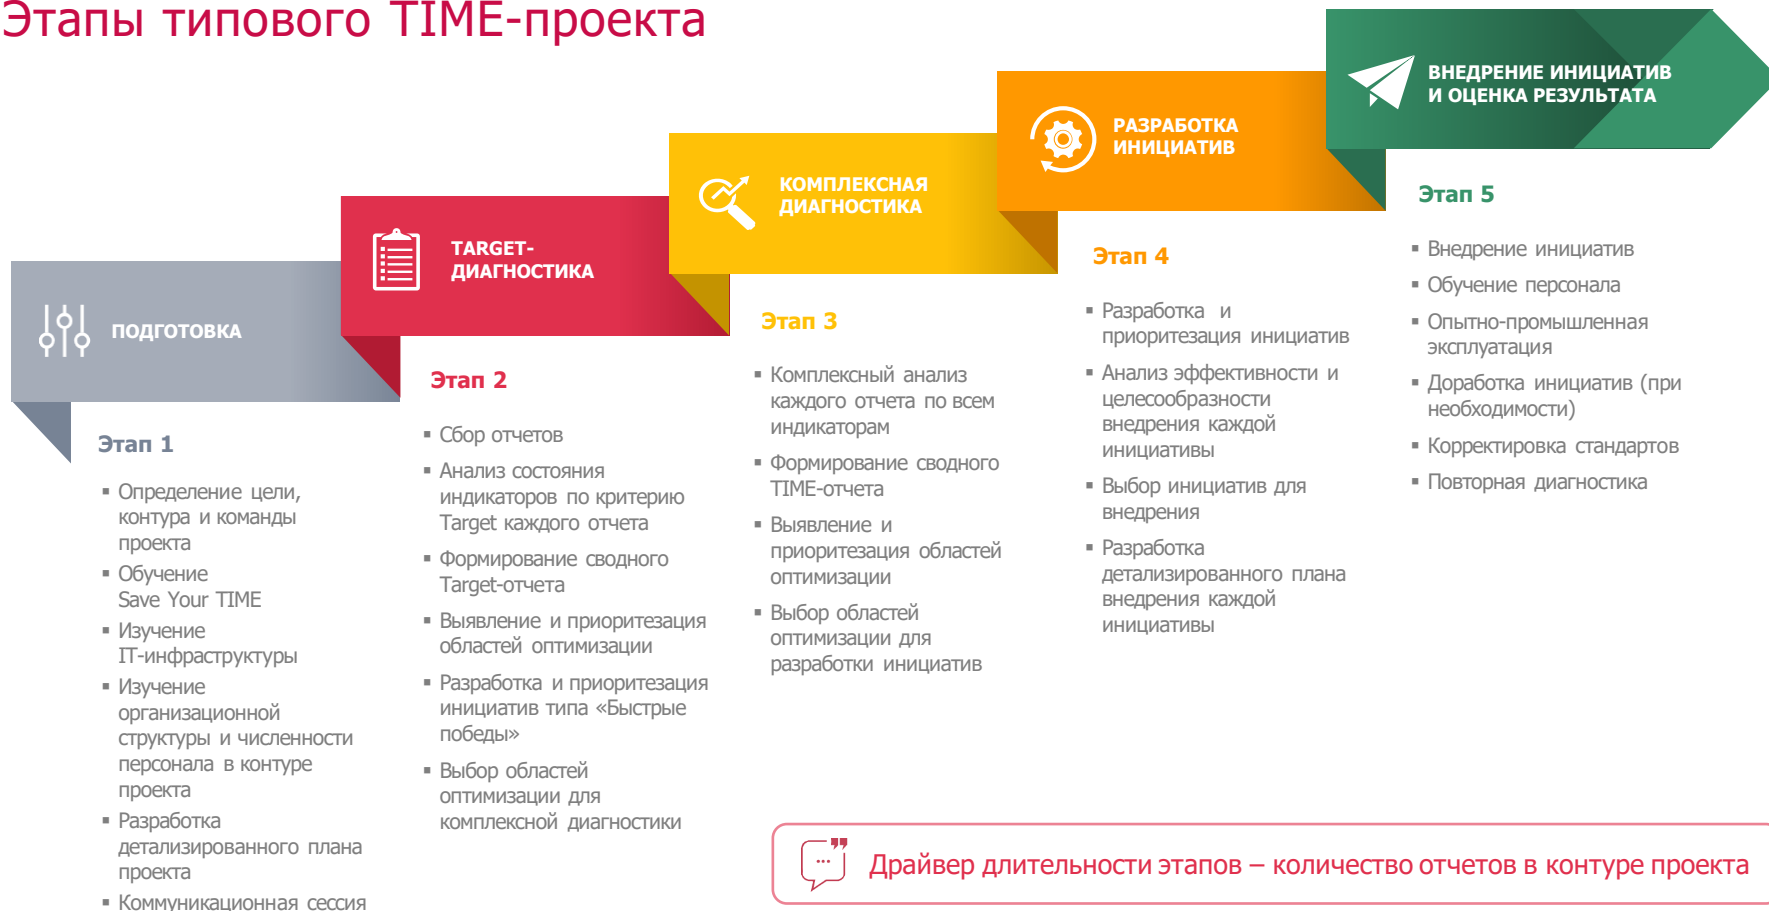 Этапы типового TIME-проекта
ПОДГОТОВКА
Этап 1
▪ Определение цели,
контура и команды
проекта
▪ Обучение
Save Your TIME
▪ Изучение
IT-инфраструктуры
▪ Изучение
организационной
структуры и численности
персонала в контуре
проекта
▪ Разработка
детализированного плана
проекта
▪ Коммуникационная сессия
TARGET-
ДИАГНОСТИКА
Этап 2
▪ Сбор отчетов
▪ Анализ состояния
индикаторов по критерию
Target каждого отчета
▪ Формирование сводного
Target-отчета
▪ Выявление и приоритезация
областей оптимизации
▪ Разработка и приоритезация
инициатив типа «Быстрые
победы»
▪ Выбор областей
оптимизации для
комплексной диагностики
КОМПЛЕКСНАЯ
ДИАГНОСТИКА
Этап 3
▪ Комплексный анализ
каждого отчета по всем
индикаторам
▪ Формирование сводного
TIME-отчета
▪ Выявление и
приоритезация областей
оптимизации
▪ Выбор областей
оптимизации для
разработки инициатив
РАЗРАБОТКА
ИНИЦИАТИВ
Этап 4
▪ Разработка и
приоритезация инициатив
▪ Анализ эффективности и
целесообразности
внедрения каждой
инициативы
▪ Выбор инициатив для
внедрения
▪ Разработка
детализированного плана
внедрения каждой
инициативы
ВНЕДРЕНИЕ ИНИЦИАТИВ
И ОЦЕНКА РЕЗУЛЬТАТА
Этап 5
▪ Внедрение инициатив
▪ Обучение персонала
▪ Опытно-промышленная
эксплуатация
▪ Доработка инициатив (при
необходимости)
▪ Корректировка стандартов
▪ Повторная диагностика
Драйвер длительности этапов – количество отчетов в контуре проекта